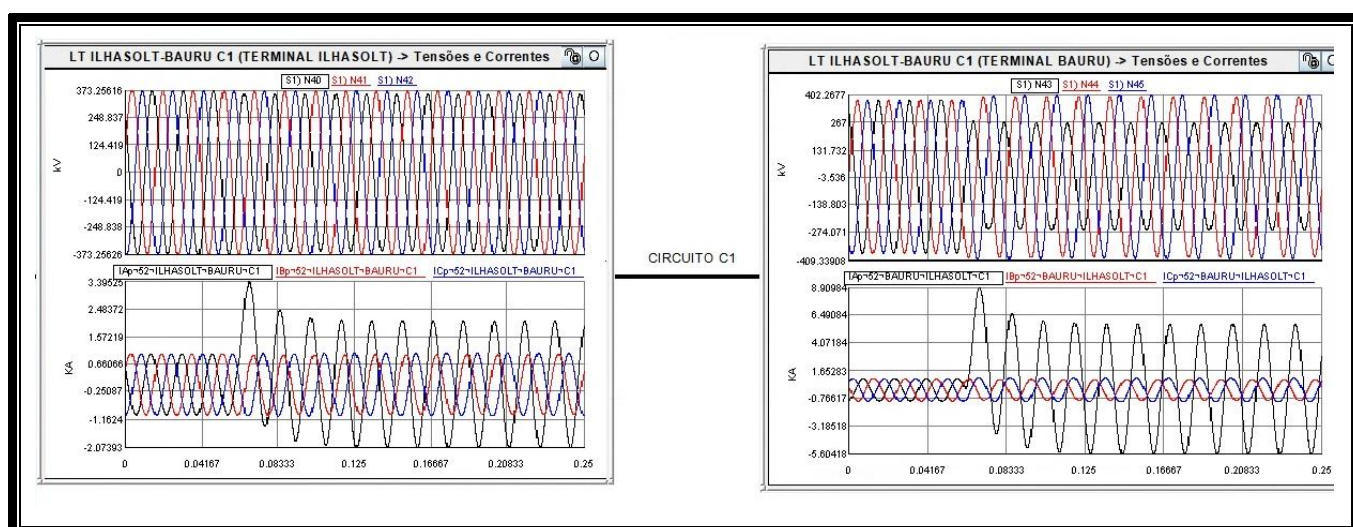 LT ILHASOLT-BAURU C1 (TERMINAL ILHASOLT) -> Tensões e Correntes
S1) N40 S1) N41 S1) N42
373.25616
248.837
124.419
0
-124.419
-248.838
-373.25626
kV
IAp¬52¬ILHASOLT¬BAURU¬C1 IBp¬52¬ILHASOLT¬BAURU¬C1 ICp¬52¬ILHASOLT¬BAURU¬C1
3.39525
2.48372
1.57219
0.66066
-0.25087
-1.1624
-2.07393
KA
0 0.04167 0.08333 0.125 0.16667 0.20833 0.25
CIRCUITO C1
LT ILHASOLT-BAURU C1 (TERMINAL BAURU) -> Tensões e Correntes
S1) N43 S1) N44 S1) N45
402.2677
267
131.732
-3.536
-138.803
-274.071
-409.33908
kV
IAp¬52¬BAURU¬ILHASOLT¬C1 IBp¬52¬BAURU¬ILHASOLT¬C1 ICp¬52¬BAURU¬ILHASOLT¬C1
8.90984
6.49084
4.07184
1.65283
-0.76617
-3.18518
-5.60418
KA
0 0.04167 0.08333 0.125 0.16667 0.20833 0.25